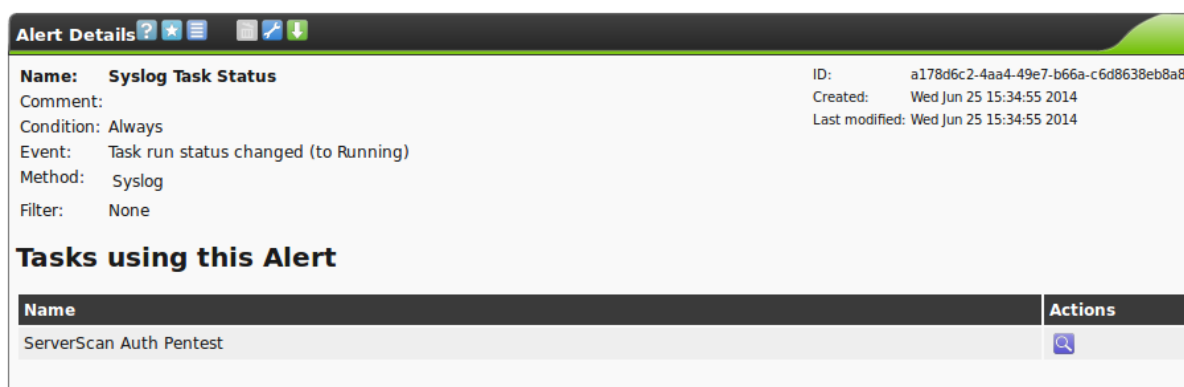 Alert Details
Name: Syslog Task Status
ID: a178d6c2-4aa4-49e7-b66a-c6d8638eb8a8
Comment:
Created: Wed Jun 25 15:34:55 2014
Condition: Always
Last modified: Wed Jun 25 15:34:55 2014
Event: Task run status changed (to Running)
Method: Syslog
Filter: None
Tasks using this Alert
Name Actions
ServerScan Auth Pentest